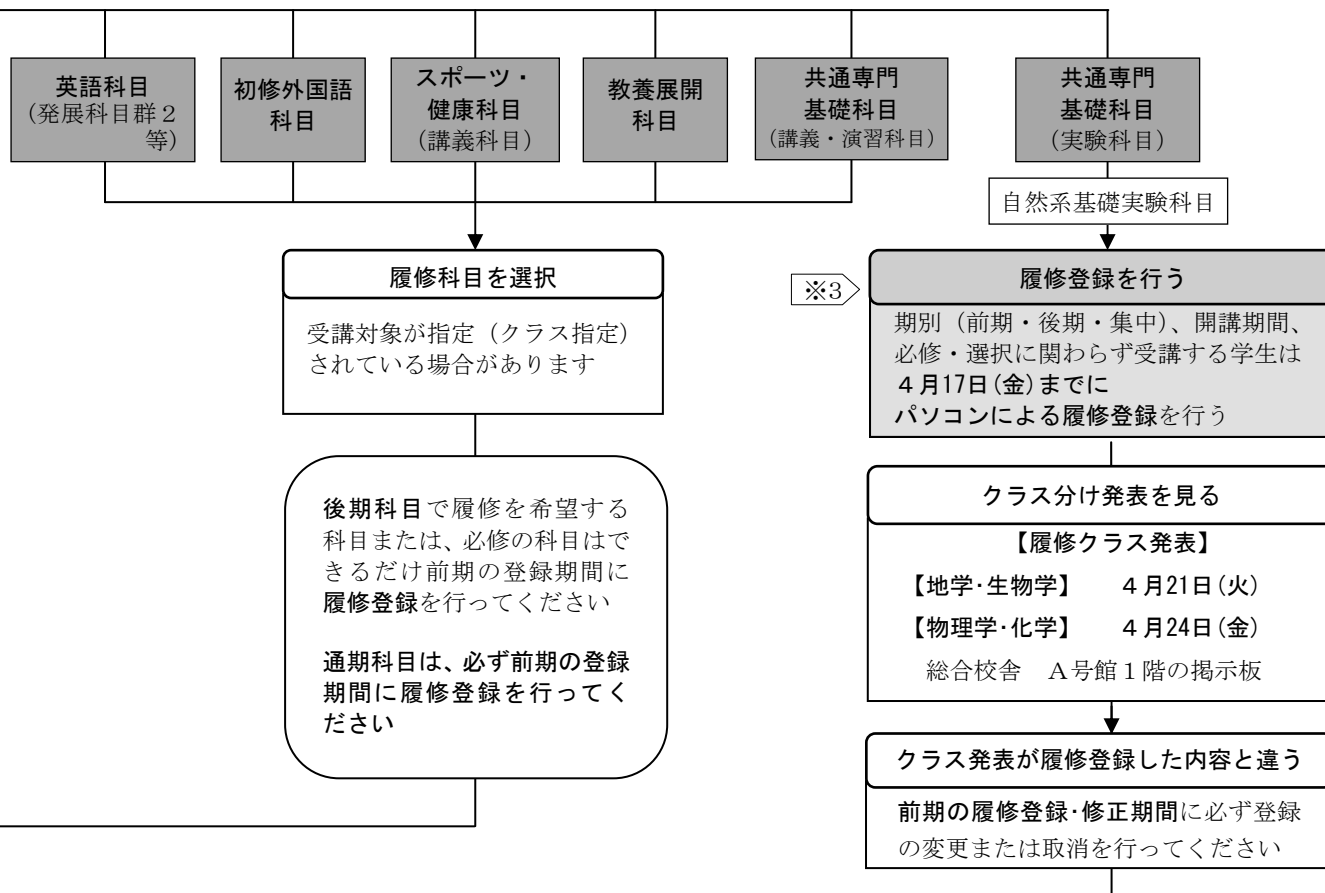 英語科目
(発展科目群2
等)
初修外国語
科目
スポーツ・
健康科目
(講義科目)
教養展開
科目
共通専門
基礎科目
(講義・演習科目)
共通専門
基礎科目
(実験科目)
自然系基礎実験科目
履修科目を選択
受講対象が指定(クラス指定)
されている場合があります
後期科目で履修を希望する
科目または、必修の科目はで
きるだけ前期の登録期間に
履修登録を行ってください
通期科目は、必ず前期の登録
期間に履修登録を行ってく
ださい
※3
履修登録を行う
期別(前期・後期・集中)、開講期間、
必修・選択に関わらず受講する学生は
4月17日(金)までに
パソコンによる履修登録を行う
クラス分け発表を見る
【履修クラス発表】
【地学・生物学】 4月21日(火)
【物理学・化学】 4月24日(金)
総合校舎 A号館1階の掲示板
クラス発表が履修登録した内容と違う
前期の履修登録・修正期間に必ず登録
の変更または取消を行ってください